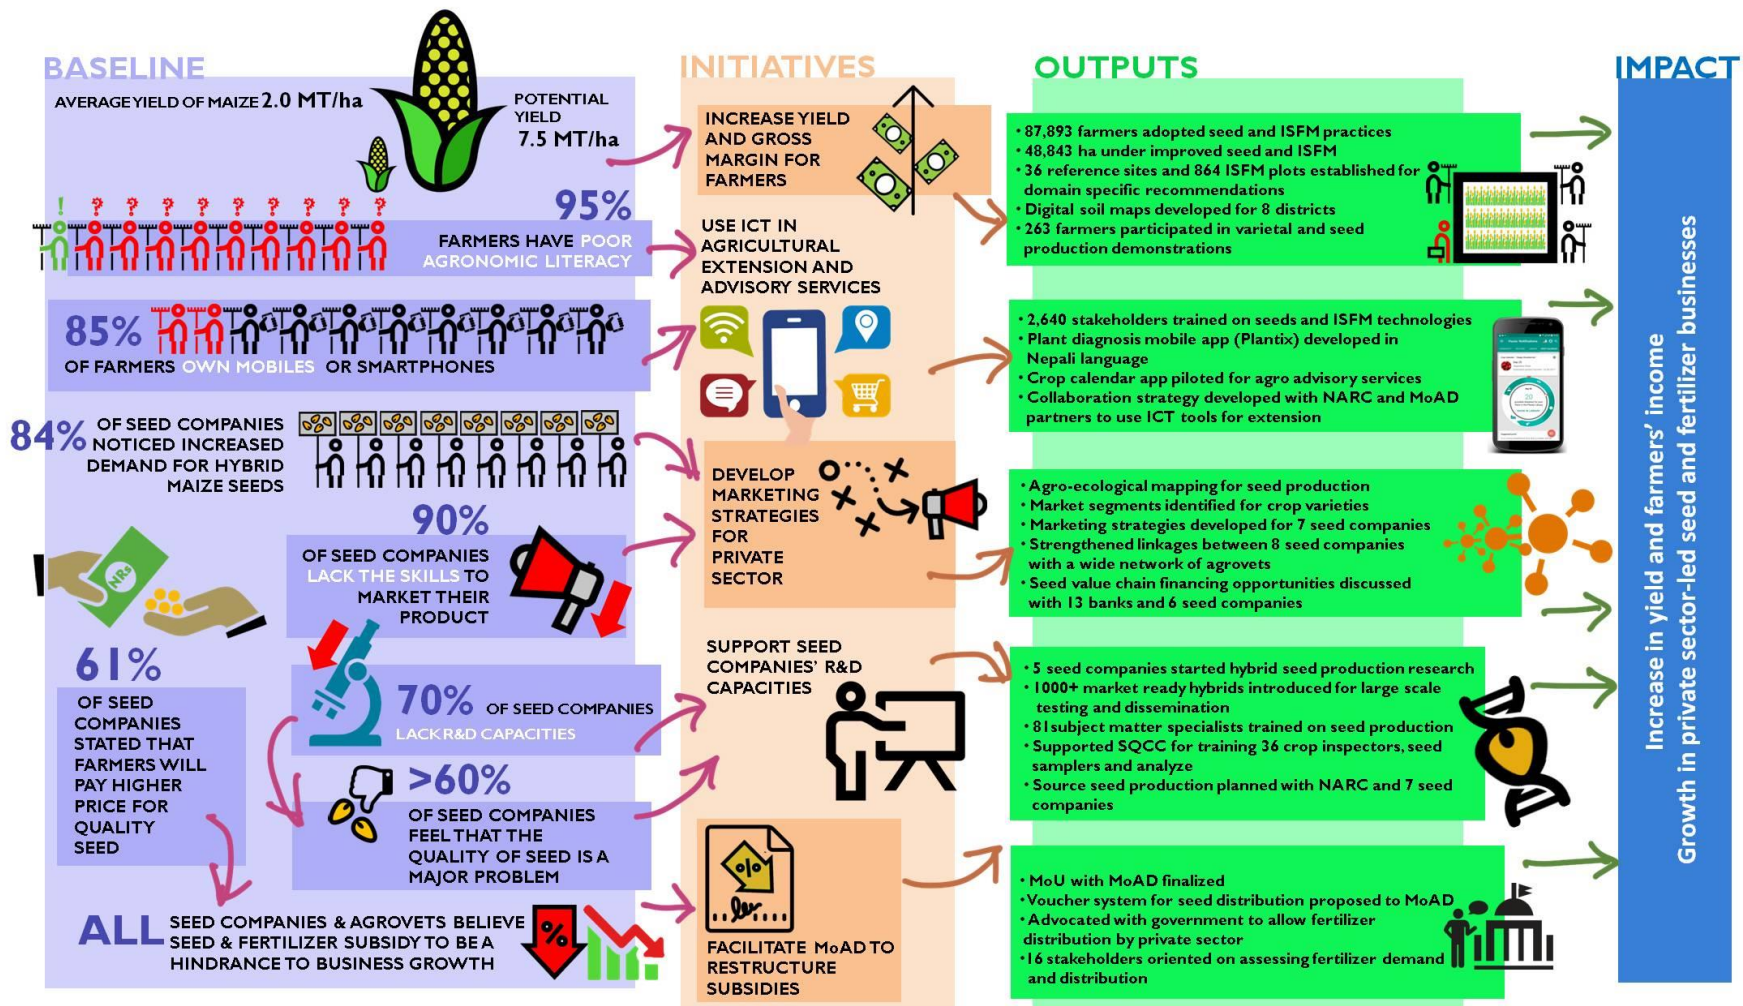 BASELINE
AVERAGE YIELD OF MAIZE 2.0 MT/ha
POTENTIAL
YIELD
7.5 MT/ha
! ? ? ? ? ? ? ? ? ?
95%
FARMERS HAVE POOR
AGRONOMIC LITERACY
85%
OF FARMERS OWN MOBILES OR SMARTPHONES
84% OF SEED COMPANIES
NOTICED INCREASED
DEMAND FOR HYBRID
MAIZE SEEDS
90%
OF SEED COMPANIES
LACK THE SKILLS TO
MARKET THEIR
PRODUCT
NRs
61%
OF SEED
COMPANIES
STATED THAT
FARMERS WILL
PAY HIGHER
PRICE FOR
QUALITY
SEED
70% OF SEED COMPANIES
LACK R&D CAPACITIES
>60%
OF SEED COMPANIES
FEEL THAT THE
QUALITY OF SEED IS A
MAJOR PROBLEM
ALL SEED COMPANIES & AGROVETS BELIEVE
SEED & FERTILIZER SUBSIDY TO BE A
HINDRANCE TO BUSINESS GROWTH
%
INITIATIVES
INCREASE YIELD
AND GROSS
MARGIN FOR
FARMERS
USE ICT IN
AGRICULTURAL
EXTENSION AND
ADVISORY SERVICES
DEVELOP
MARKETING
STRATEGIES
FOR
PRIVATE
SECTOR
SUPPORT SEED
COMPANIES' R&D
CAPACITIES
%
FACILITATE MoAD TO
RESTRUCTURE
SUBSIDIES
OUTPUTS
• 87,893 farmers adopted seed and ISFM practices
• 48,843 ha under improved seed and ISFM
• 36 reference sites and 864 ISFM plots established for
domain specific recommendations
• Digital soil maps developed for 8 districts
• 263 farmers participated in varietal and seed
production demonstrations
• 2,640 stakeholders trained on seeds and ISFM technologies
• Plant diagnosis mobile app (Plantix) developed in
Nepali language
• Crop calendar app piloted for agro advisory services
• Collaboration strategy developed with NARC and MoAD
partners to use ICT tools for extension
• Agro-ecological mapping for seed production
• Market segments identified for crop varieties
• Marketing strategies developed for 7 seed companies
• Strengthened linkages between 8 seed companies
with a wide network of agrovets
• Seed value chain financing opportunities discussed
with 13 banks and 6 seed companies
• 5 seed companies started hybrid seed production research
• 1000+ market ready hybrids introduced for large scale
testing and dissemination
• 81subject matter specialists trained on seed production
• Supported SQCC for training 36 crop inspectors, seed
samplers and analyze
• Source seed production planned with NARC and 7 seed
companies
• MoU with MoAD finalized
• Voucher system for seed distribution proposed to MoAD
• Advocated with government to allow fertilizer
distribution by private sector
• 16 stakeholders oriented on assessing fertilizer demand
and distribution
IMPACT
Increase in yield and farmers' income
Growth in private sector-led seed and fertilizer businesses